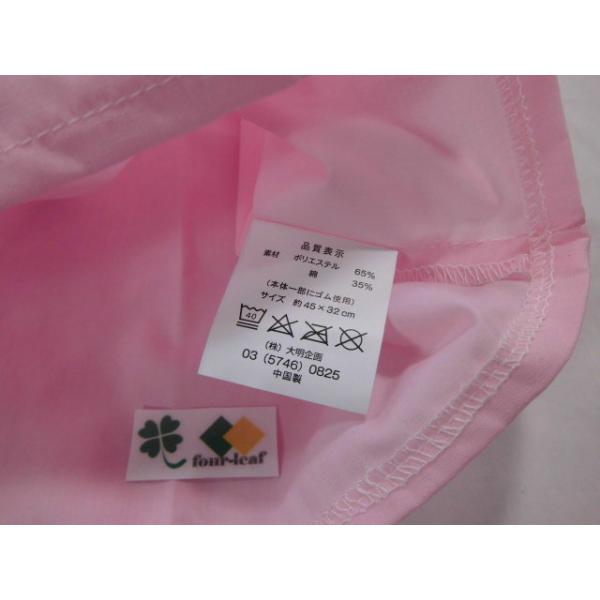 品質表示
素材 ポリエステル 65%
綿 35%
(本体一部にゴム使用)
サイズ 約45×32cm
40
(株)大明企画
03(5746)0825
中国製
four-leaf